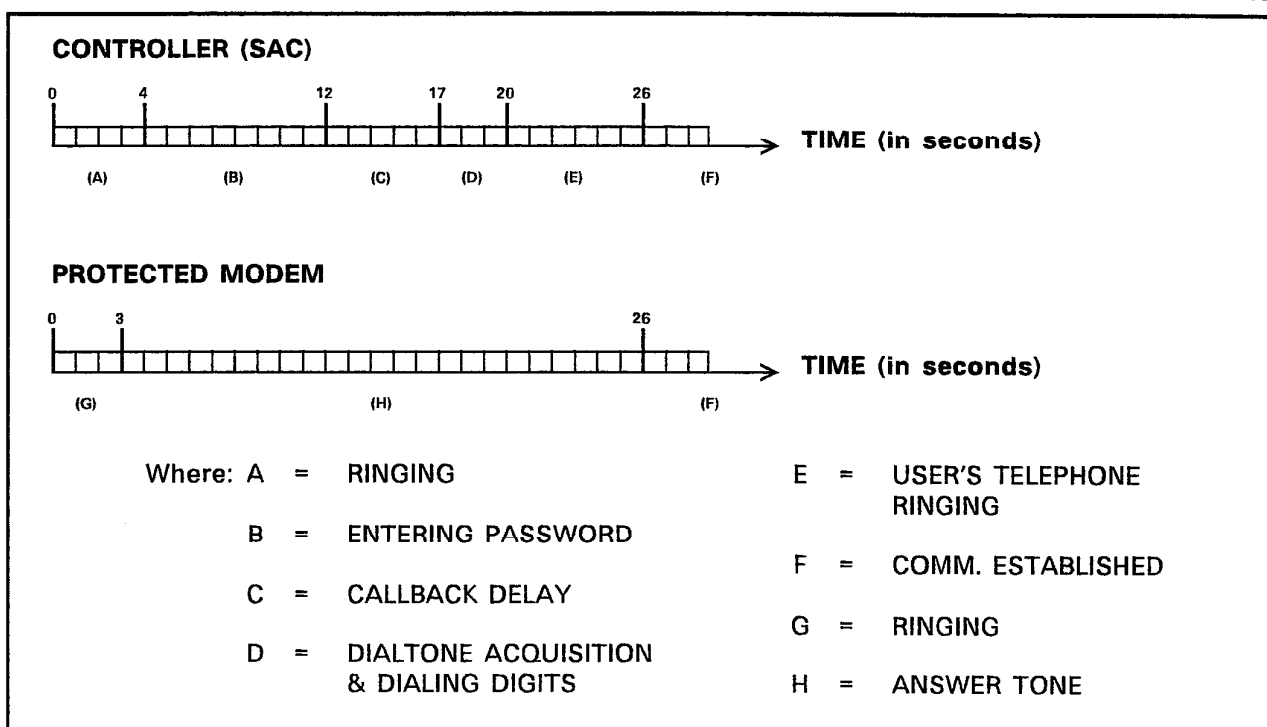 CONTROLLER (SAC)
0 4 12 17 20 26
TIME (in seconds)
(A) (B) (C) (D) (E) (F)
PROTECTED MODEM
0 3 26
TIME (in seconds)
(G) (H) (F)
Where: A = RINGING
B = ENTERING PASSWORD
C = CALLBACK DELAY
D = DIALTONE ACQUISITION
& DIALING DIGITS
E = USER'S TELEPHONE
RINGING
F = COMM. ESTABLISHED
G = RINGING
H = ANSWER TONE